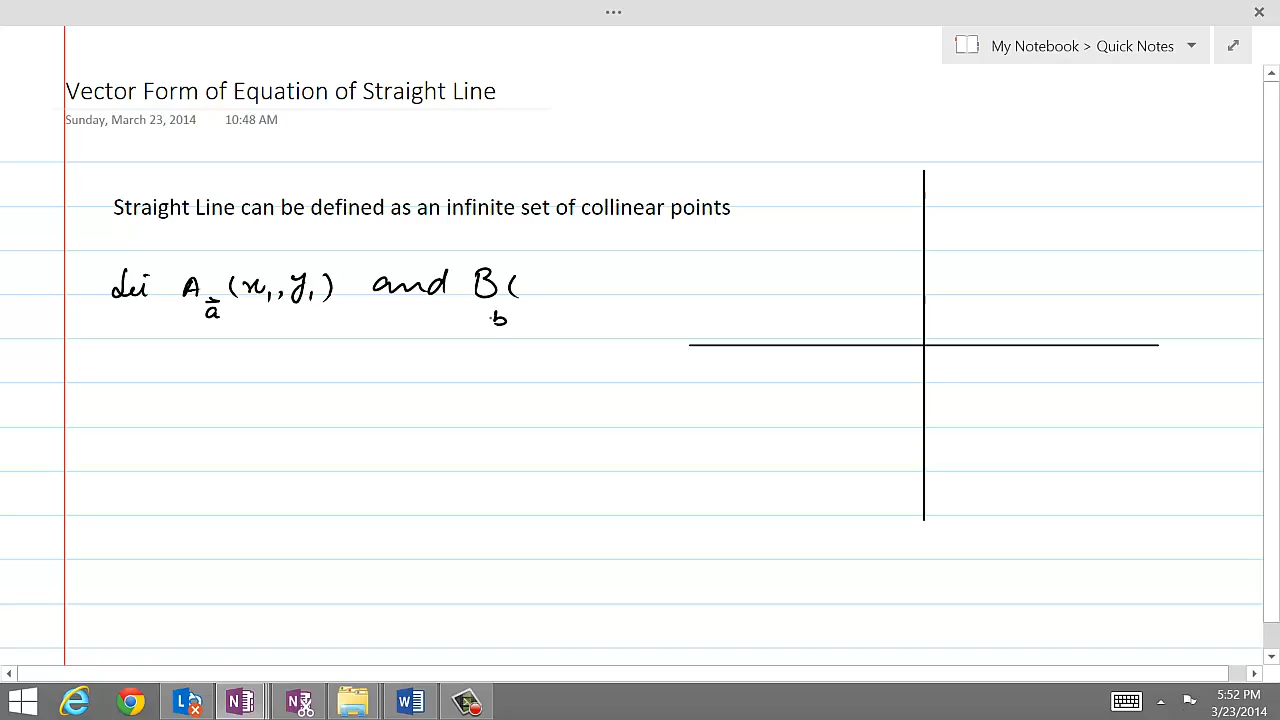 My Notebook > Quick Notes
Vector Form of Equation of Straight Line
Sunday, March 23, 2014 10:48 AM
Straight Line can be defined as an infinite set of collinear points
Let A (x₁, y₁) and B (
a⃗ b
5:52 PM
3/23/2014